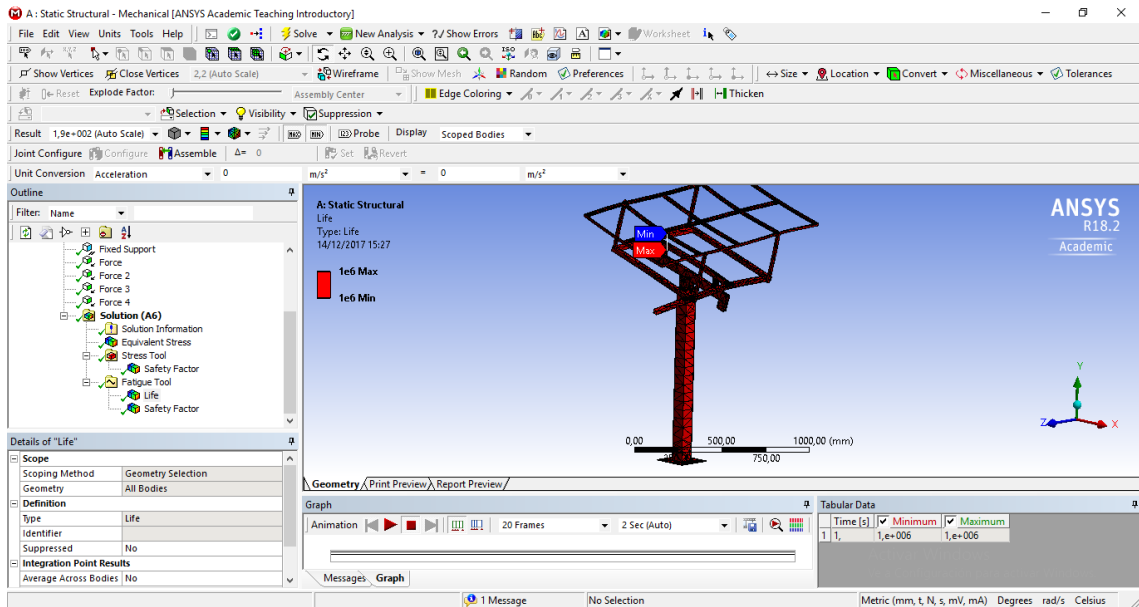 A : Static Structural - Mechanical [ANSYS Academic Teaching Introductory]
File Edit View Units Tools Help Solve New Analysis ?/ Show Errors Worksheet
Show Vertices Close Vertices 2,2 (Auto Scale) Wireframe Show Mesh Random Preferences Size Location Convert Miscellaneous Tolerances
Reset Explode Factor: Assembly Center Edge Coloring Thicken
Selection Visibility Suppression
Result 1,9e+002 (Auto Scale) MAX MIN Probe Display Scoped Bodies
Joint Configure Configure Assemble Δ= 0 Set Revert
Unit Conversion Acceleration 0 m/s² = 0 m/s²
Outline
Filter: Name
Fixed Support
Force
Force 2
Force 3
Force 4
Solution (A6)
Solution Information
Equivalent Stress
Stress Tool
Safety Factor
Fatigue Tool
Life
Safety Factor
Details of "Life"
Scope
Scoping Method Geometry Selection
Geometry All Bodies
Definition
Type Life
Identifier
Suppressed No
Integration Point Results
Average Across Bodies No
A: Static Structural
Life
Type: Life
14/12/2017 15:27
1e6 Max
1e6 Min
Min
Max
ANSYS
R18.2
Academic
Y
Z X
0,00 500,00 1000,00 (mm)
750,00
Geometry Print Preview Report Preview
Graph
Animation 20 Frames 2 Sec (Auto)
Messages Graph
Tabular Data
Time [s] Minimum Maximum
1 1, 1,e+006 1,e+006
1 Message No Selection Metric (mm, t, N, s, mV, mA) Degrees rad/s Celsius